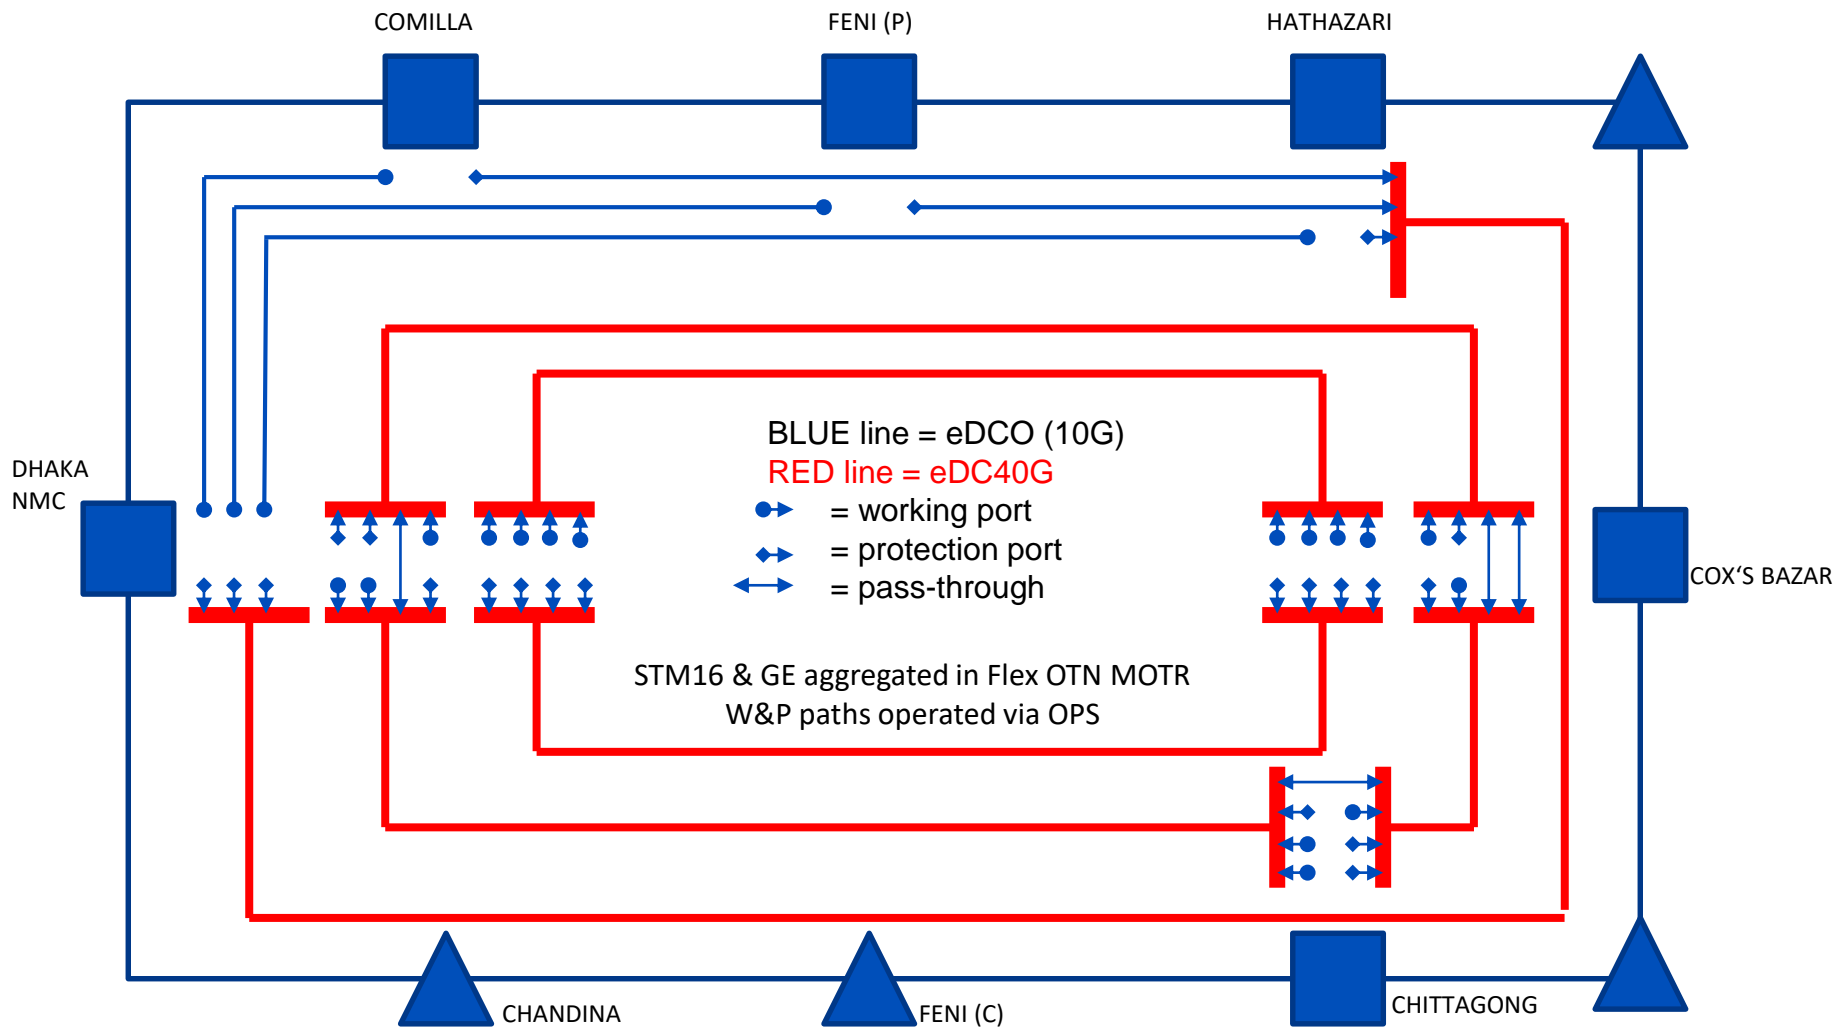 COMILLA
FENI (P)
HATHAZARI
BLUE line = eDCO (10G)
RED line = eDC40G
= working port
= protection port
= pass-through
DHAKA
NMC
COX‘S BAZAR
STM16 & GE aggregated in Flex OTN MOTR
W&P paths operated via OPS
CHANDINA
FENI (C)
CHITTAGONG